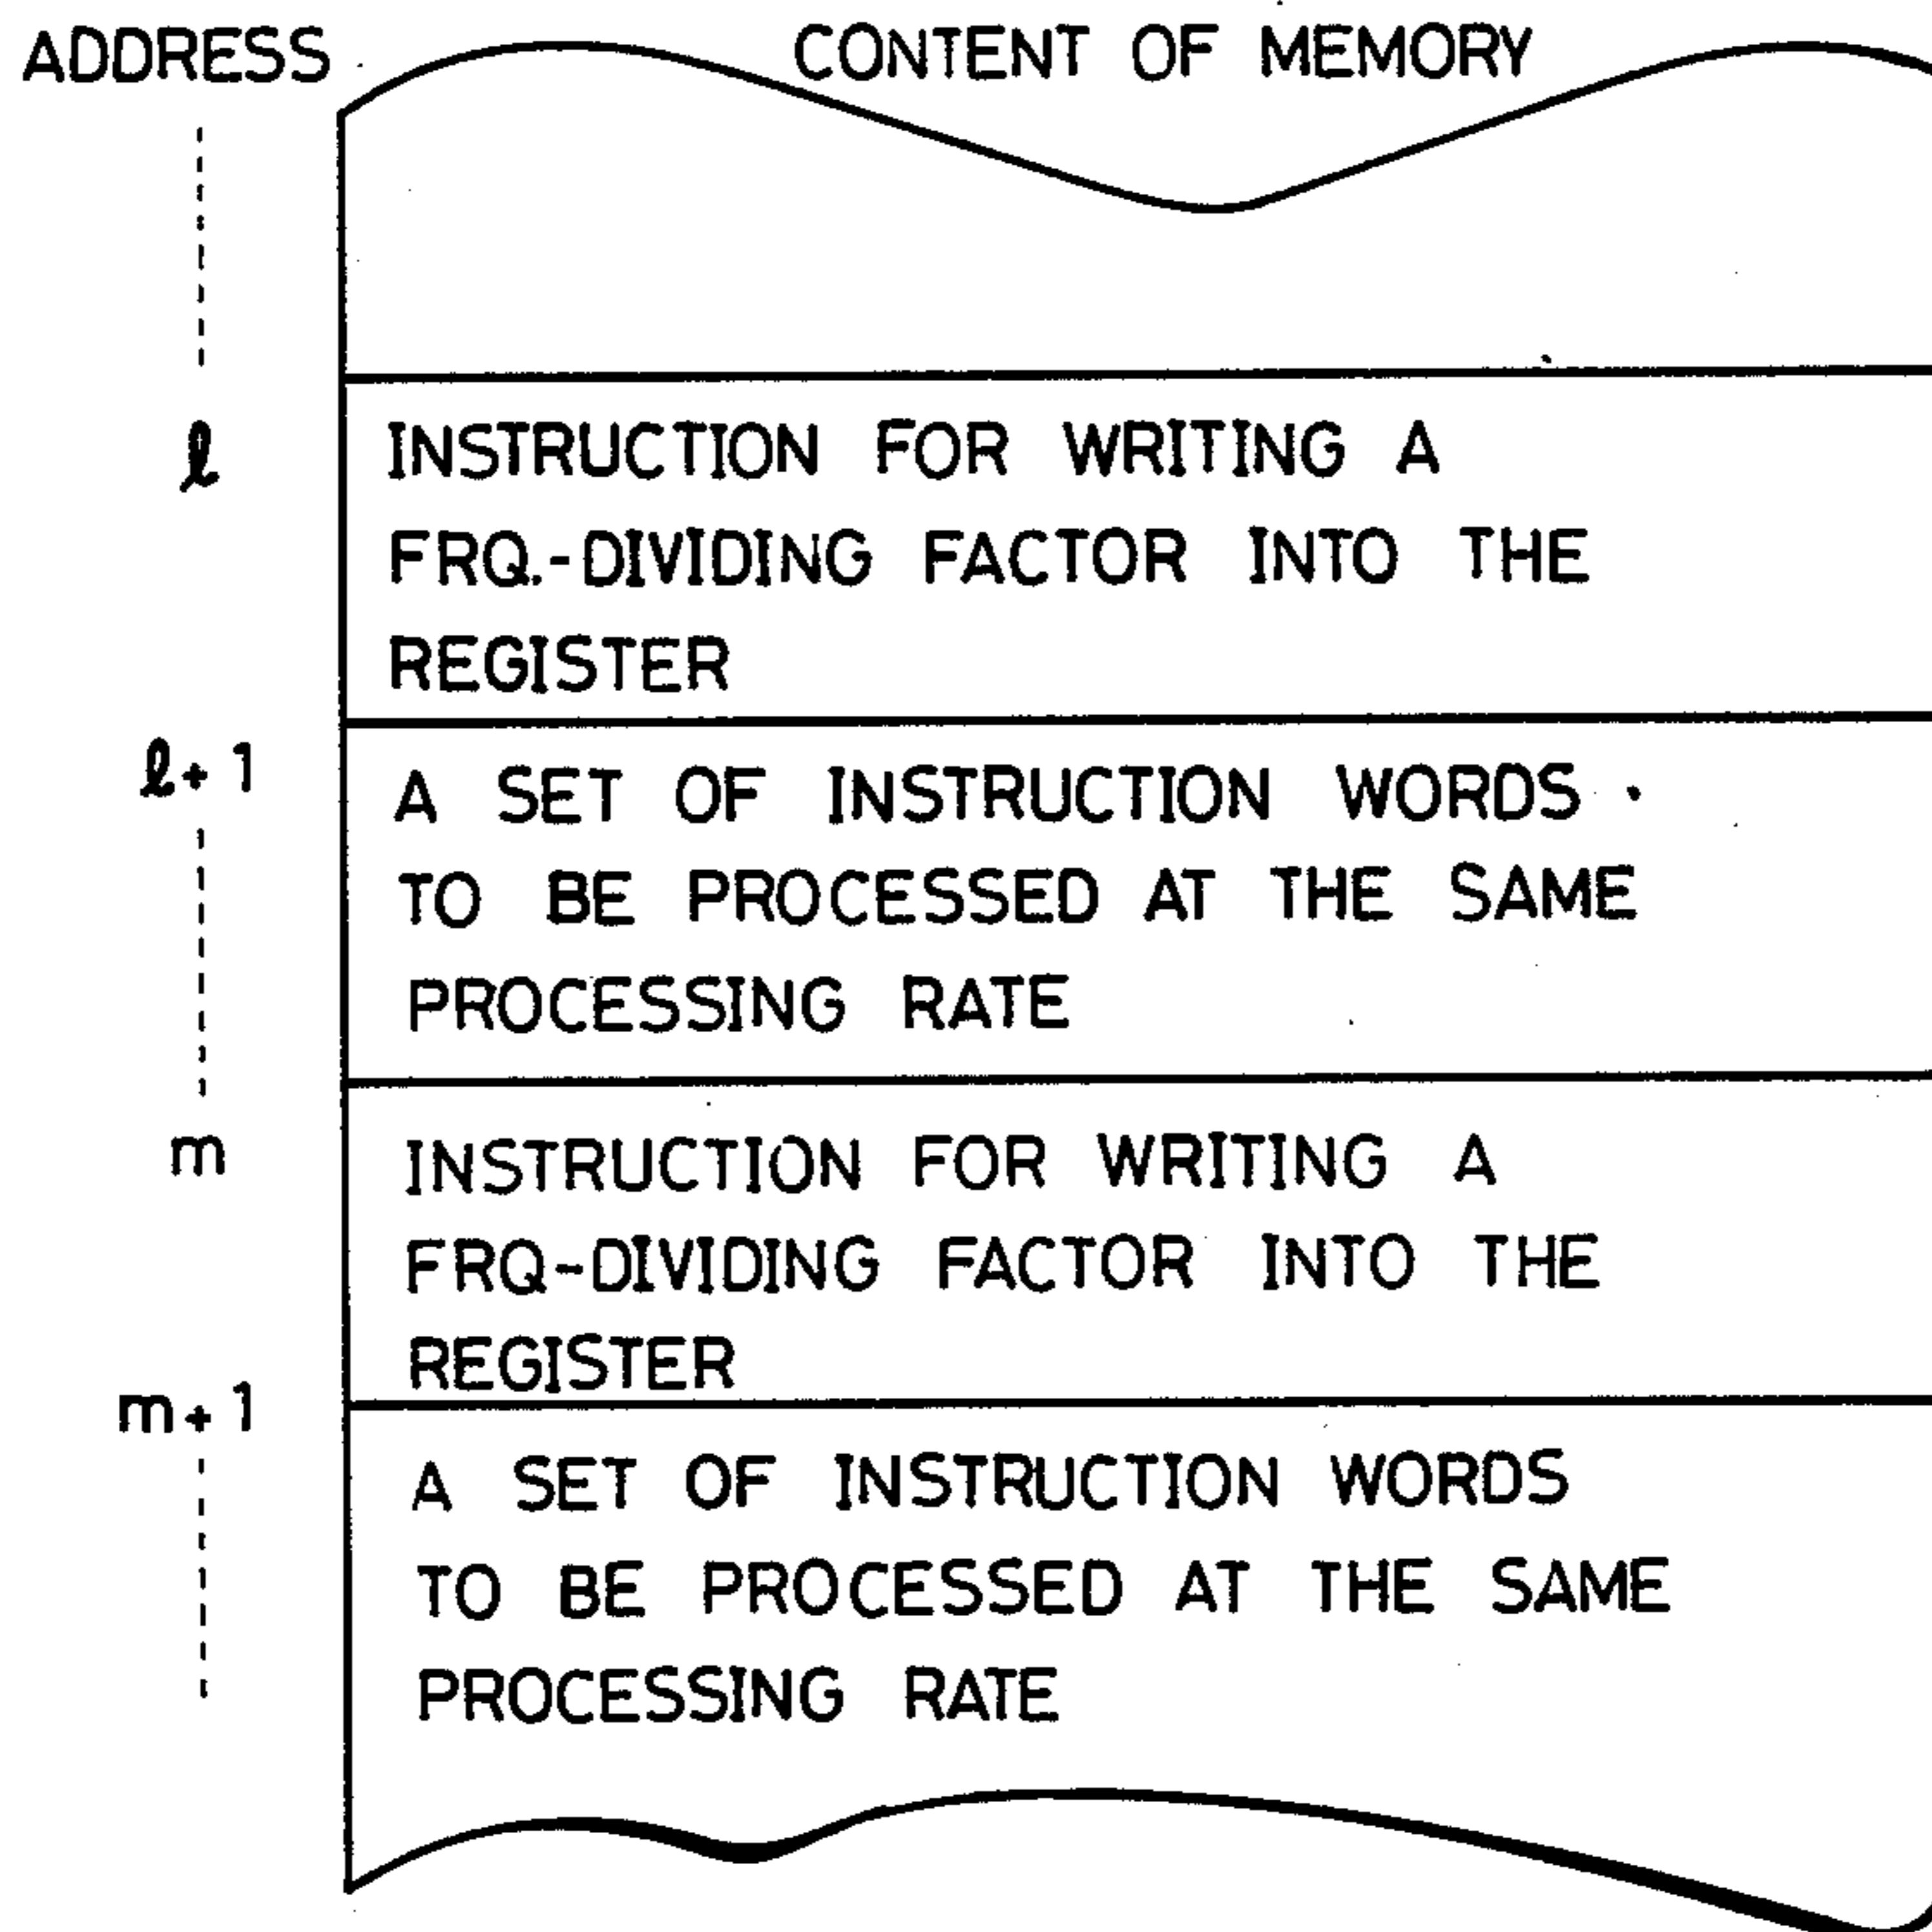 ADDRESS CONTENT OF MEMORY
ℓ INSTRUCTION FOR WRITING A
FRQ.-DIVIDING FACTOR INTO THE
REGISTER
ℓ+1 A SET OF INSTRUCTION WORDS
TO BE PROCESSED AT THE SAME
PROCESSING RATE
m INSTRUCTION FOR WRITING A
FRQ-DIVIDING FACTOR INTO THE
REGISTER
m+1
A SET OF INSTRUCTION WORDS
TO BE PROCESSED AT THE SAME
PROCESSING RATE